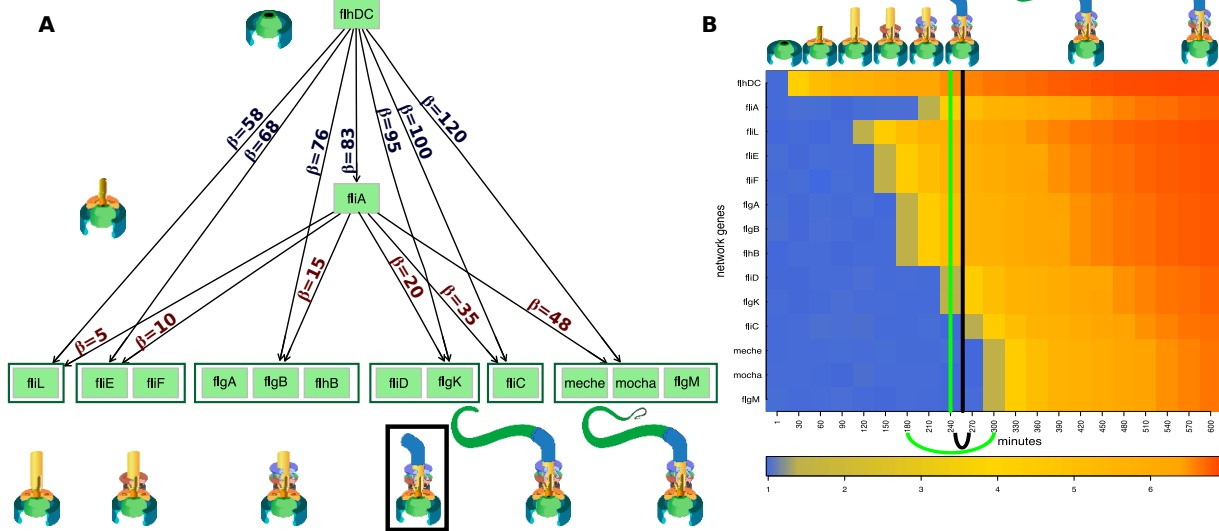 A
flhDC
β=58
β=68
β=76
β=83
β=95
β=100
β=120
fliA
β=5
β=10
β=15
β=20
β=35
β=48
fliL
fliE fliF
flgA flgB flhB
fliD flgK
fliC
meche mocha flgM
B
network genes
flhDC
fliA
fliL
fliE
fliF
flgA
flgB
flhB
fliD
flgK
fliC
meche
mocha
flgM
1 30 60 90 120 150 180 210 240 270 300 330 360 390 420 450 480 510 540 570 600
minutes
1 2 3 4 5 6